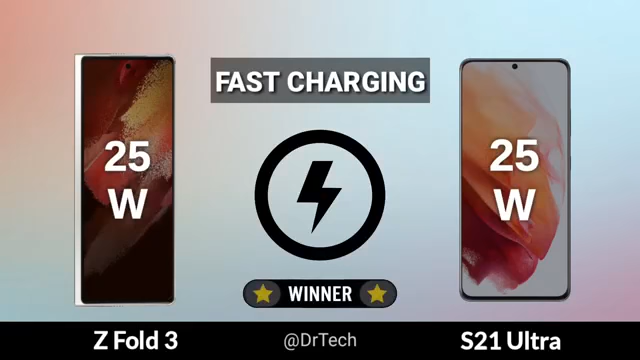 FAST CHARGING
25
W
25
W
WINNER
Z Fold 3
@DrTech
S21 Ultra